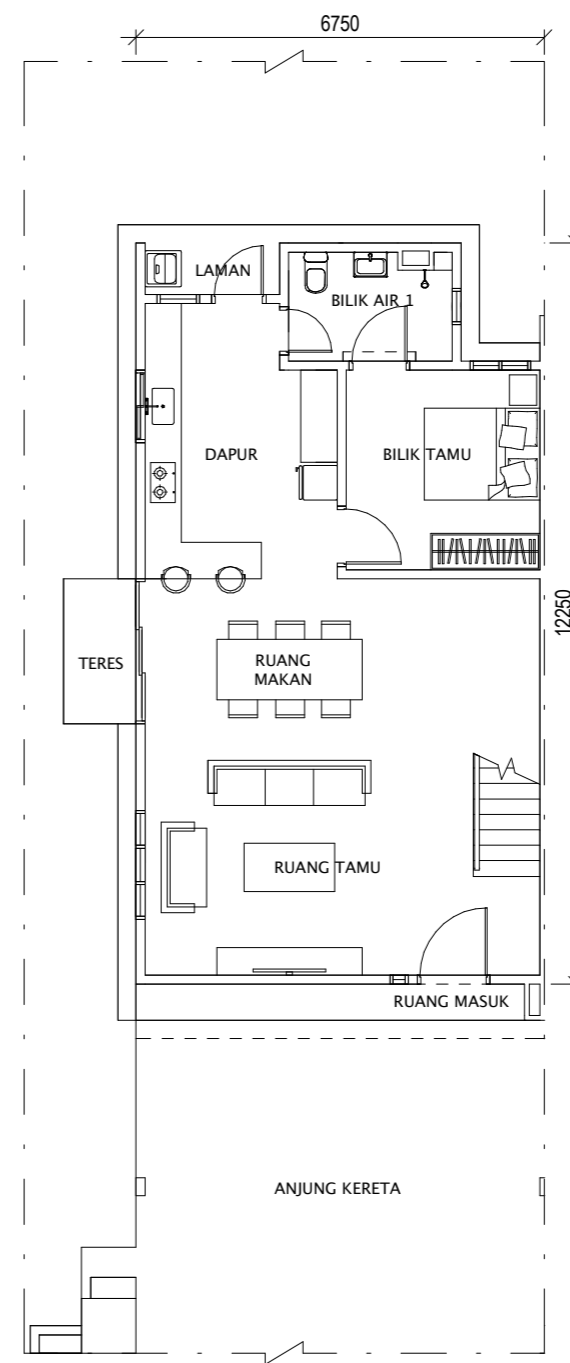 6750
LAMAN
BILIK AIR 1
DAPUR
BILIK TAMU
12250
TERES
RUANG
MAKAN
RUANG TAMU
RUANG MASUK
ANJUNG KERETA